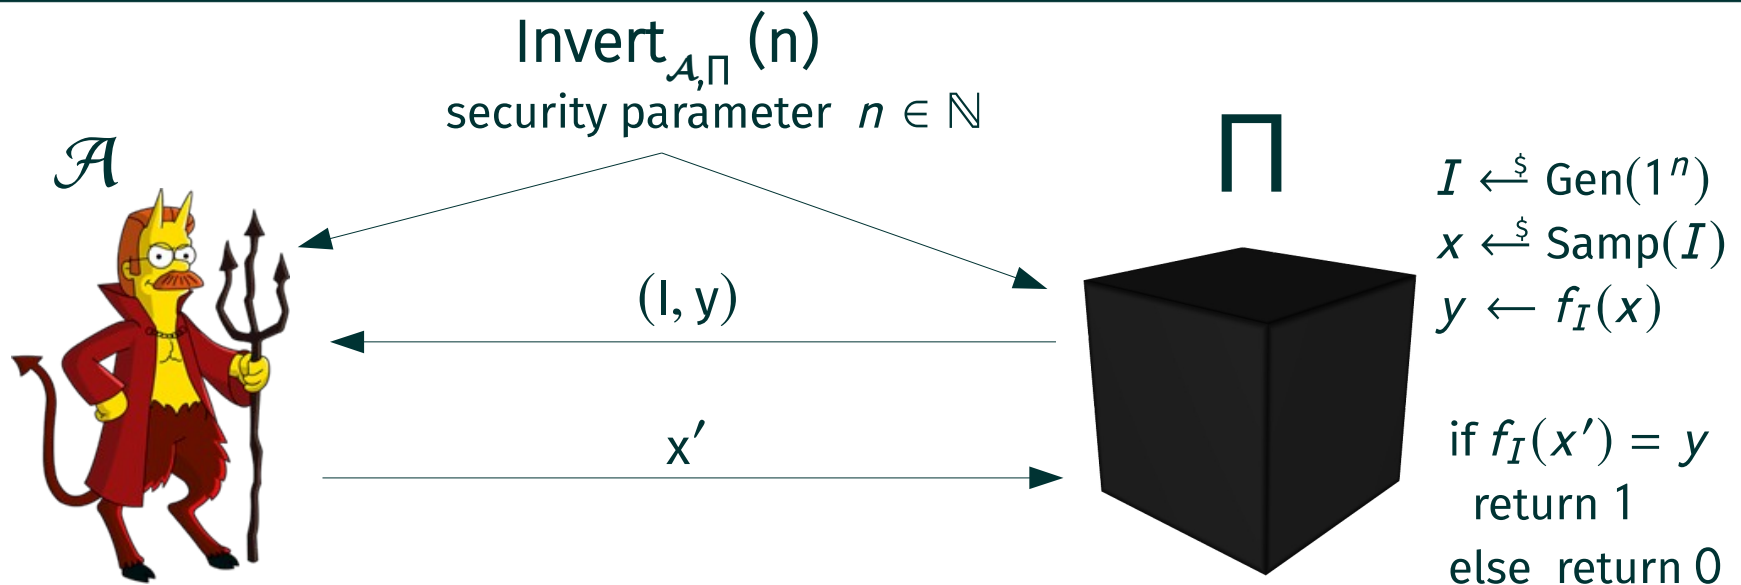 Invert𝒜,Π (n)
security parameter n ∈ ℕ
𝒜
Π
I ←$ Gen(1ⁿ)
x ←$ Samp(I)
y ← f_I(x)
(I, y)
x′
if f_I(x′) = y
return 1
else return 0